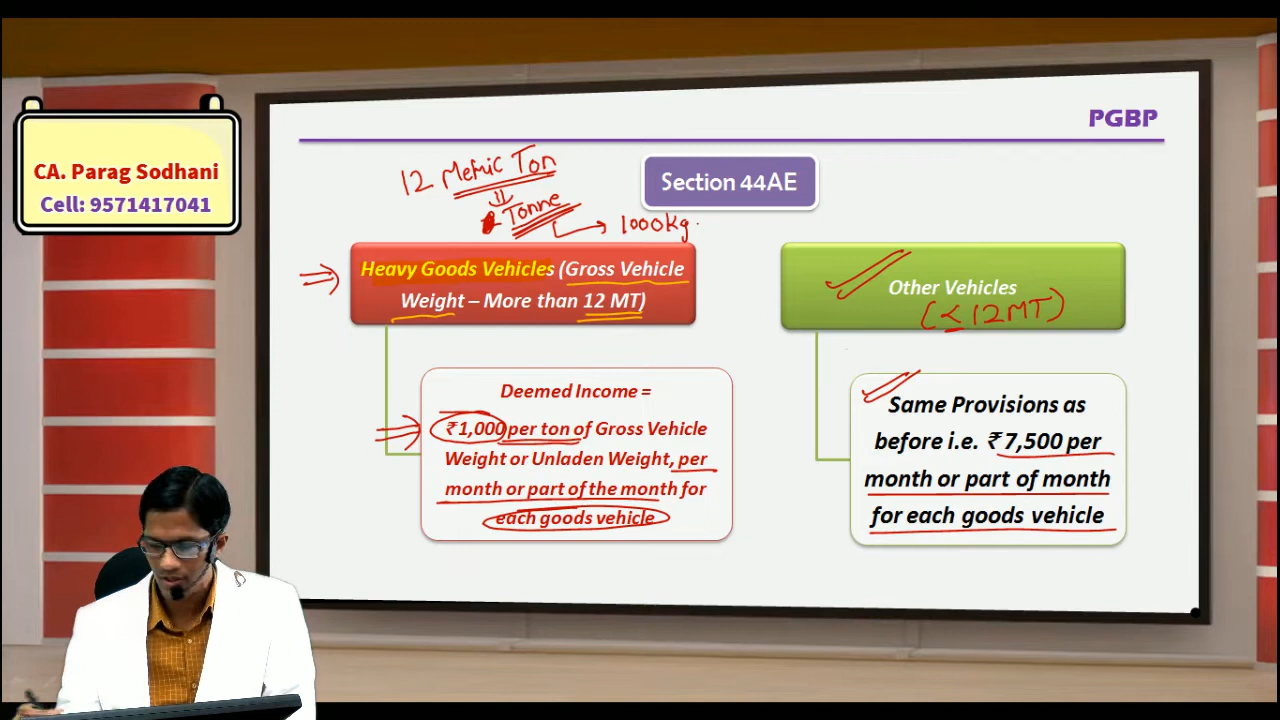 PGBP
CA. Parag Sodhani
Cell: 9571417041
Section 44AE
12 Metric Ton
Tonne
1000Kg.
Heavy Goods Vehicles (Gross Vehicle
Weight – More than 12 MT)
Other Vehicles
(≤ 12MT)
Deemed Income =
₹1,000 per ton of Gross Vehicle
Weight or Unladen Weight, per
month or part of the month for
each goods vehicle
Same Provisions as
before i.e. ₹ 7,500 per
month or part of month
for each goods vehicle